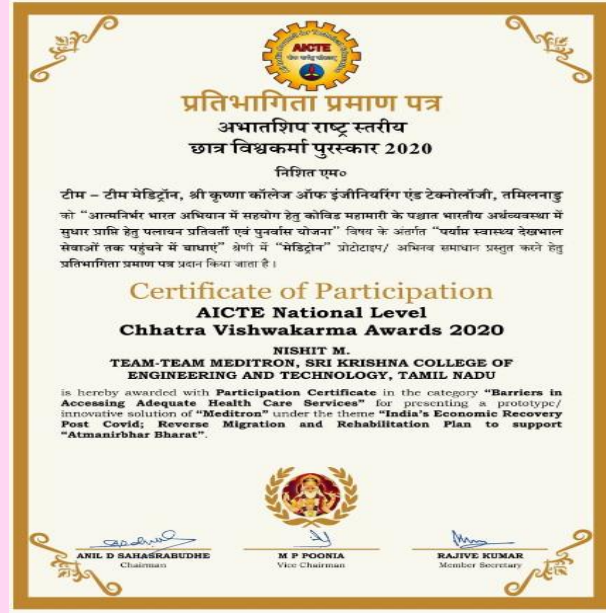 AICTE
प्रतिभागिता प्रमाण पत्र
अभातशिप राष्ट्र स्तरीय
छात्र विश्वकर्मा पुरस्कार 2020
निशित एम०
टीम – टीम मेडिट्रॉन, श्री कृष्णा कॉलेज ऑफ इंजीनियरिंग एंड टेक्नोलॉजी, तमिलनाडु
को “आत्मनिर्भर भारत अभियान में सहयोग हेतु कोविड महामारी के पश्चात भारतीय अर्थव्यवस्था में
सुधार प्राप्ति हेतु पलायन प्रतिवर्ती एवं पुनर्वास योजना” विषय के अंतर्गत “पर्याप्त स्वास्थ्य देखभाल
सेवाओं तक पहुंचने में बाधाएं” श्रेणी में “मेडिट्रोन” प्रोटोटाइप/ अभिनव समाधान प्रस्तुत करने हेतु
प्रतिभागिता प्रमाण पत्र प्रदान किया जाता है।
Certificate of Participation
AICTE National Level
Chhatra Vishwakarma Awards 2020
NISHIT M.
TEAM-TEAM MEDITRON, SRI KRISHNA COLLEGE OF
ENGINEERING AND TECHNOLOGY, TAMIL NADU
is hereby awarded with Participation Certificate in the category “Barriers in
Accessing Adequate Health Care Services” for presenting a prototype/
innovative solution of “Meditron” under the theme “India’s Economic Recovery
Post Covid; Reverse Migration and Rehabilitation Plan to support
“Atmanirbhar Bharat”.
ANIL D SAHASRABUDHE
Chairman
M P POONIA
Vice Chairman
RAJIVE KUMAR
Member Secretary